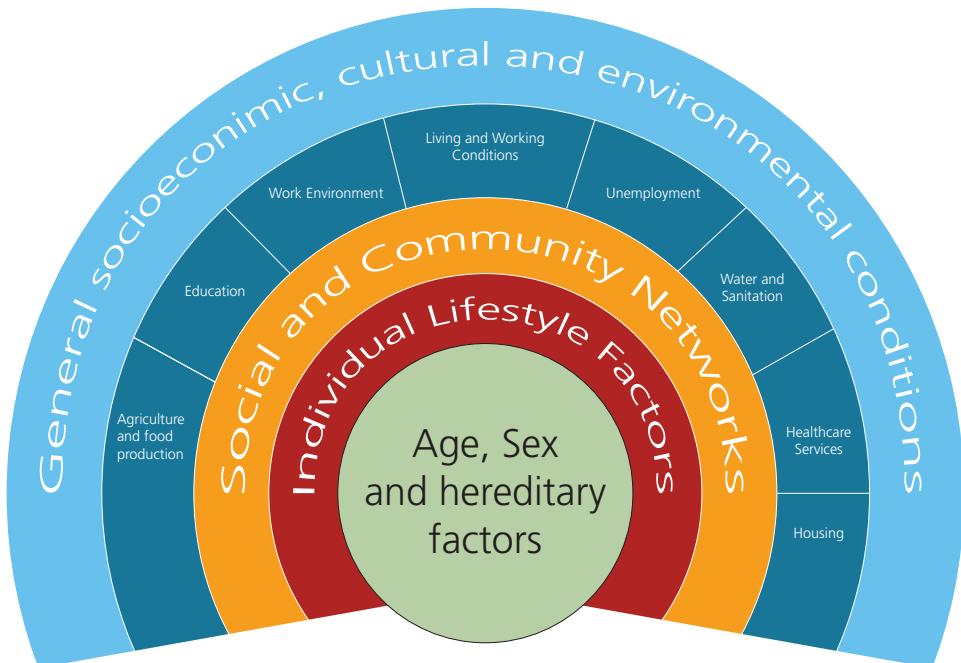 General socioeconimic, cultural and environmental conditions
Living and Working
Conditions
Work Environment
Unemployment
Education
Water and
Sanitation
Agriculture
and food
production
Healthcare
Services
Housing
Social and Community Networks
Individual Lifestyle Factors
Age, Sex
and hereditary
factors